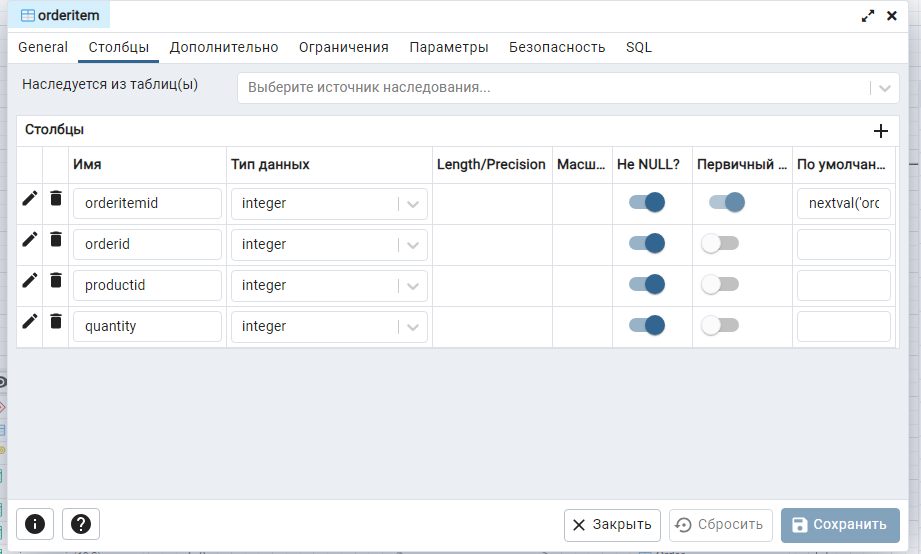 orderitem
General Столбцы Дополнительно Ограничения Параметры Безопасность SQL
Наследуется из таблиц(ы) Выберите источник наследования...
Столбцы
Имя Тип данных Length/Precision Масш... Не NULL? Первичный ... По умолчан...
orderitemid integer nextval('orc
orderid integer
productid integer
quantity integer
Закрыть Сбросить Сохранить